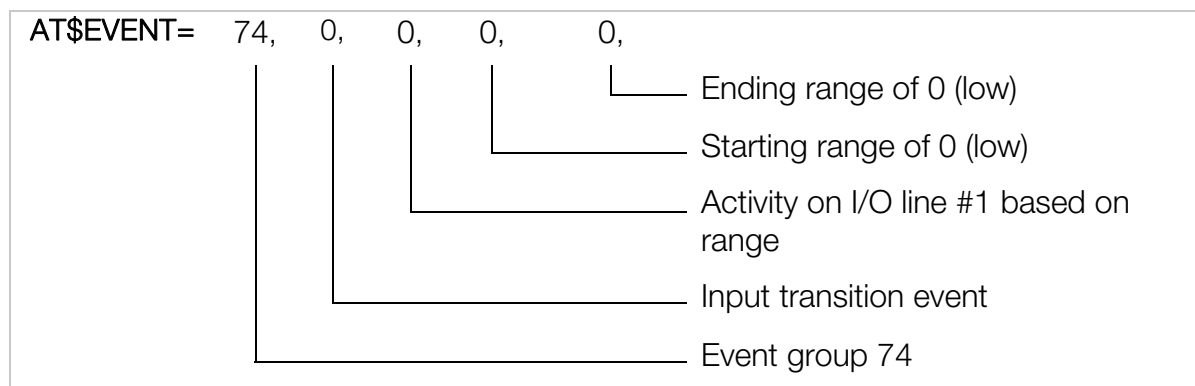 AT$EVENT= 74, 0, 0, 0, 0,
Ending range of 0 (low)
Starting range of 0 (low)
Activity on I/O line #1 based on
range
Input transition event
Event group 74